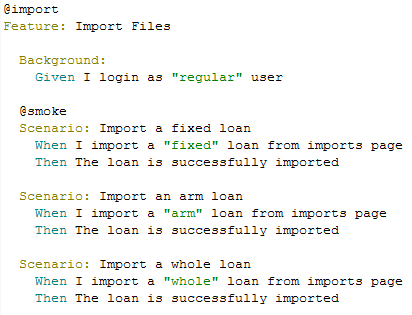 @import
Feature: Import Files
Background:
Given I login as "regular" user
@smoke
Scenario: Import a fixed loan
When I import a "fixed" loan from imports page
Then The loan is successfully imported
Scenario: Import an arm loan
When I import a "arm" loan from imports page
Then The loan is successfully imported
Scenario: Import a whole loan
When I import a "whole" loan from imports page
Then The loan is successfully imported